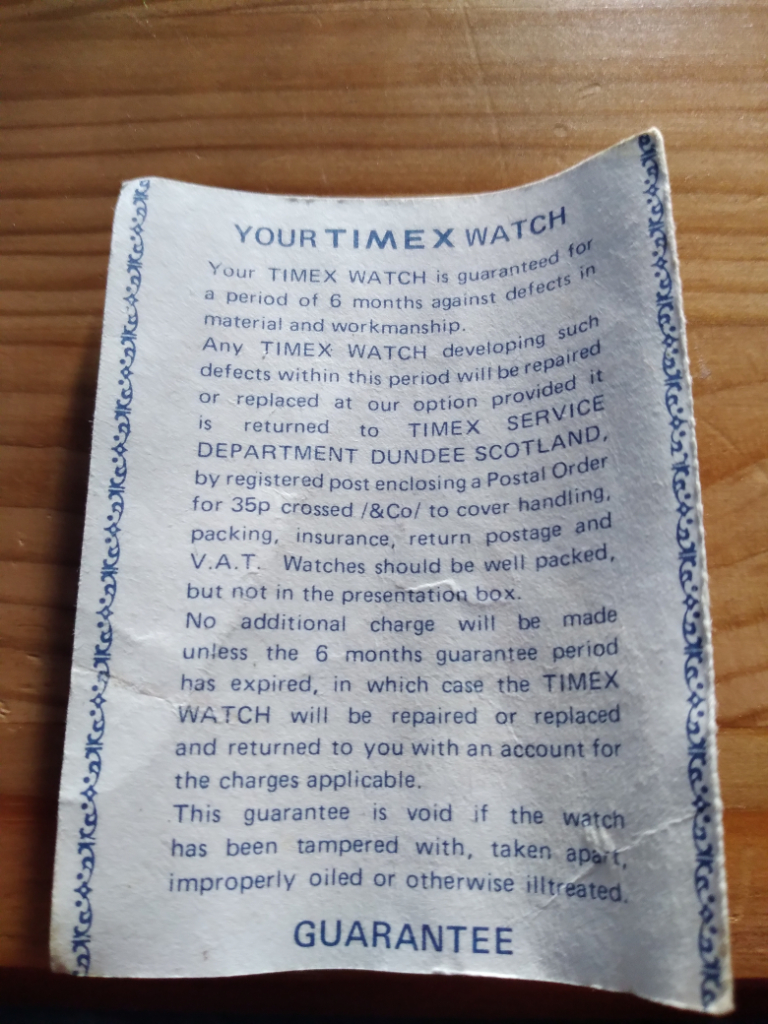 YOUR TIMEX WATCH
Your TIMEX WATCH is guaranteed for
a period of 6 months against defects in
material and workmanship.
Any TIMEX WATCH developing such
defects within this period will be repaired
or replaced at our option provided it
is returned to TIMEX SERVICE
DEPARTMENT DUNDEE SCOTLAND,
by registered post enclosing a Postal Order
for 35p crossed /&Co/ to cover handling,
packing, insurance, return postage and
V.A.T. Watches should be well packed,
but not in the presentation box.
No additional charge will be made
unless the 6 months guarantee period
has expired, in which case the TIMEX
WATCH will be repaired or replaced
and returned to you with an account for
the charges applicable.
This guarantee is void if the watch
has been tampered with, taken apart,
improperly oiled or otherwise illtreated.
GUARANTEE